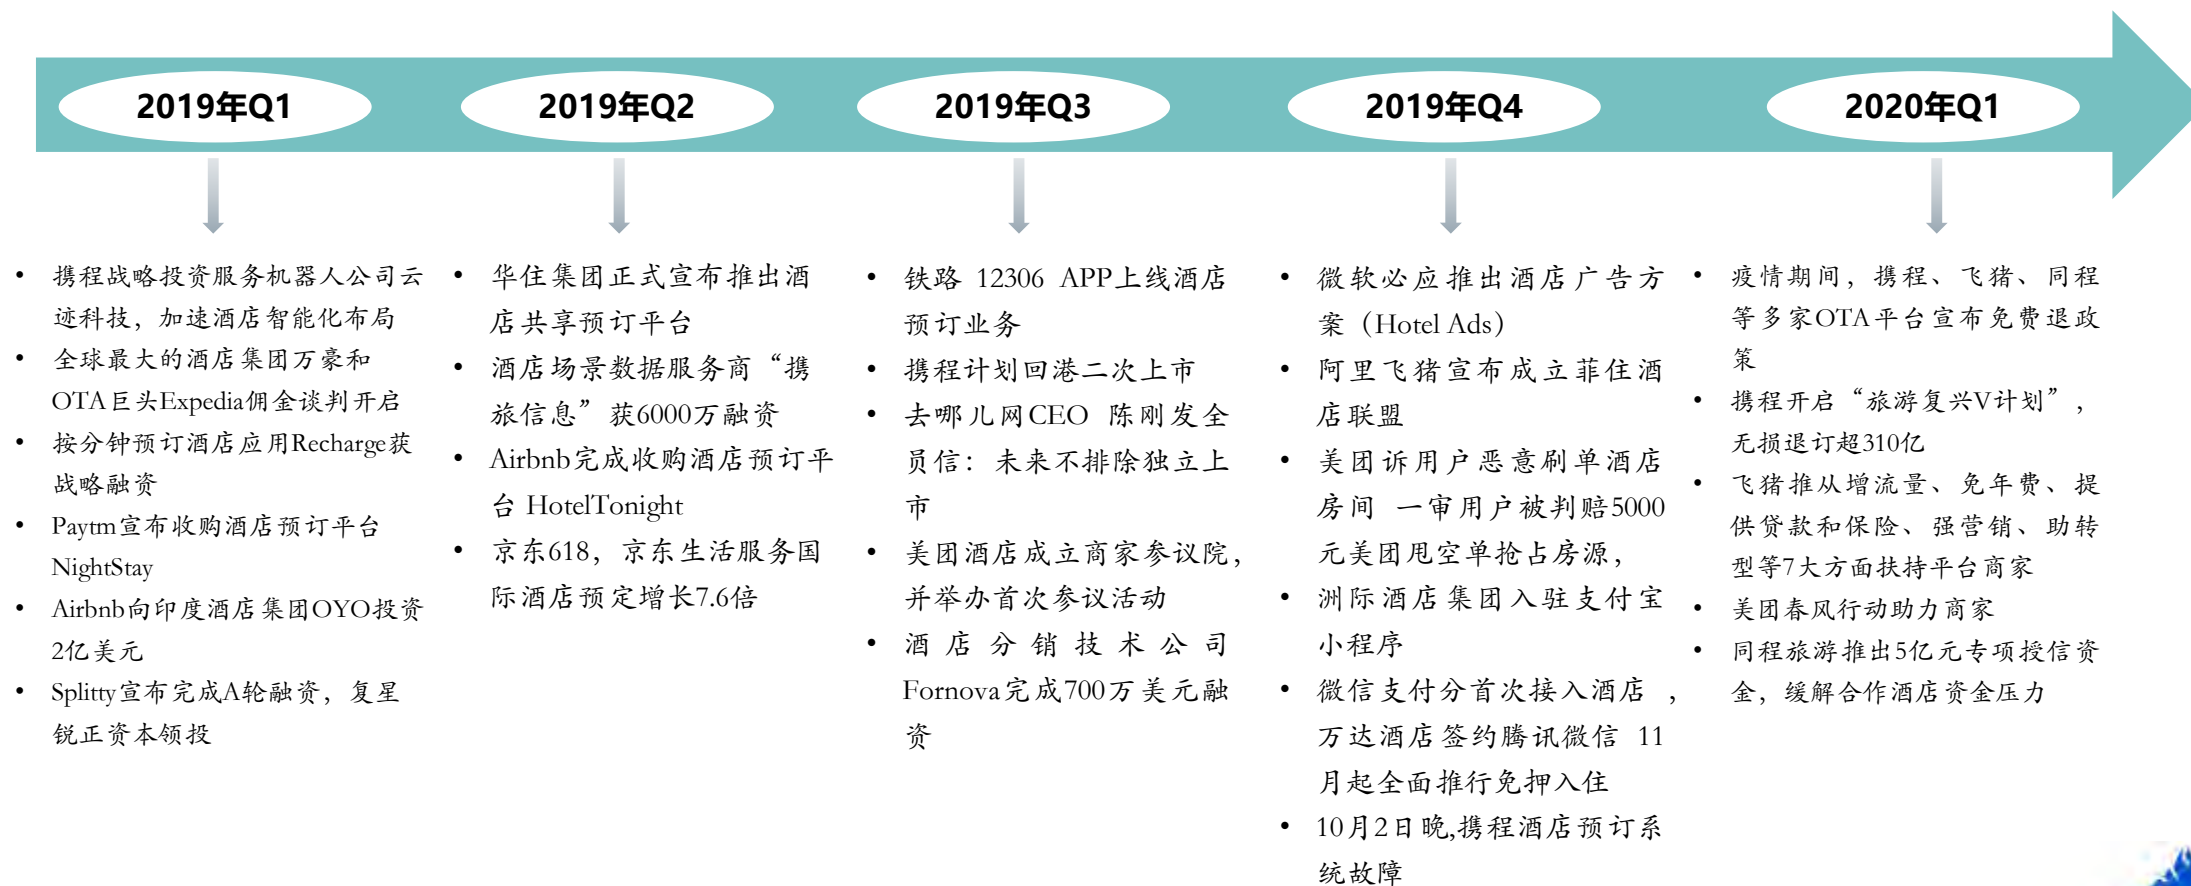 2019年Q1
2019年Q2
2019年Q3
2019年Q4
2020年Q1
• 携程战略投资服务机器人公司云
迹科技，加速酒店智能化布局
• 全球最大的酒店集团万豪和
OTA巨头Expedia佣金谈判开启
• 按分钟预订酒店应用Recharge获
战略融资
• Paytm宣布收购酒店预订平台
NightStay
• Airbnb向印度酒店集团OYO投资
2亿美元
• Splitty宣布完成A轮融资，复星
锐正资本领投
• 华住集团正式宣布推出酒
店共享预订平台
• 酒店场景数据服务商“携
旅信息”获6000万融资
• Airbnb完成收购酒店预订平
台 HotelTonight
• 京东618，京东生活服务国
际酒店预定增长7.6倍
• 铁路 12306 APP上线酒店
预订业务
• 携程计划回港二次上市
• 去哪儿网CEO 陈刚发全
员信：未来不排除独立上
市
• 美团酒店成立商家参议院，
并举办首次参议活动
• 酒店分销技术公司
Fornova完成700万美元融
资
• 微软必应推出酒店广告方
案（Hotel Ads）
• 阿里飞猪宣布成立菲住酒
店联盟
• 美团诉用户恶意刷单酒店
房间 一审用户被判赔5000
元美团甩空单抢占房源，
• 洲际酒店集团入驻支付宝
小程序
• 微信支付分首次接入酒店 ，
万达酒店签约腾讯微信 11
月起全面推行免押入住
• 10月2日晚,携程酒店预订系
统故障
• 疫情期间，携程、飞猪、同程
等多家OTA平台宣布免费退政
策
• 携程开启“旅游复兴V计划”，
无损退订超310亿
• 飞猪推从增流量、免年费、提
供贷款和保险、强营销、助转
型等7大方面扶持平台商家
• 美团春风行动助力商家
• 同程旅游推出5亿元专项授信资
金，缓解合作酒店资金压力